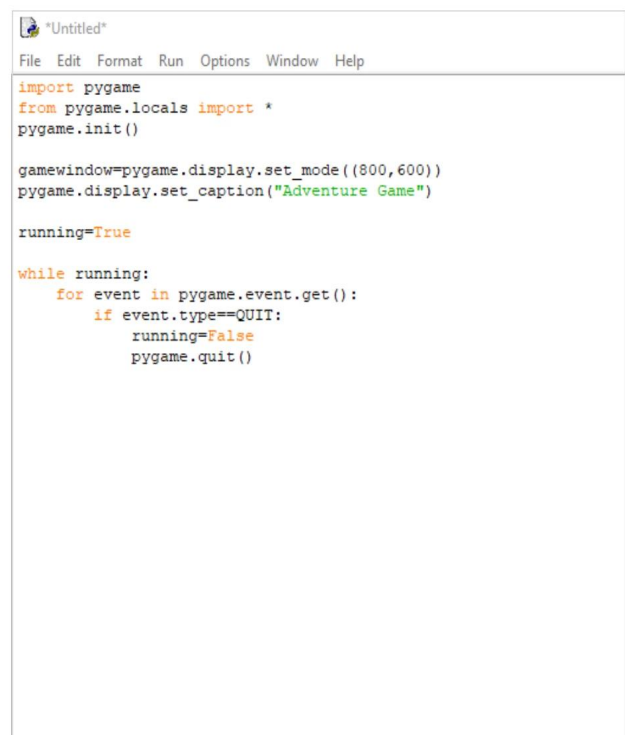 *Untitled*
File Edit Format Run Options Window Help
import pygame
from pygame.locals import *
pygame.init()
gamewindow=pygame.display.set_mode((800,600))
pygame.display.set_caption("Adventure Game")
running=True
while running:
    for event in pygame.event.get():
        if event.type==QUIT:
            running=False
            pygame.quit()